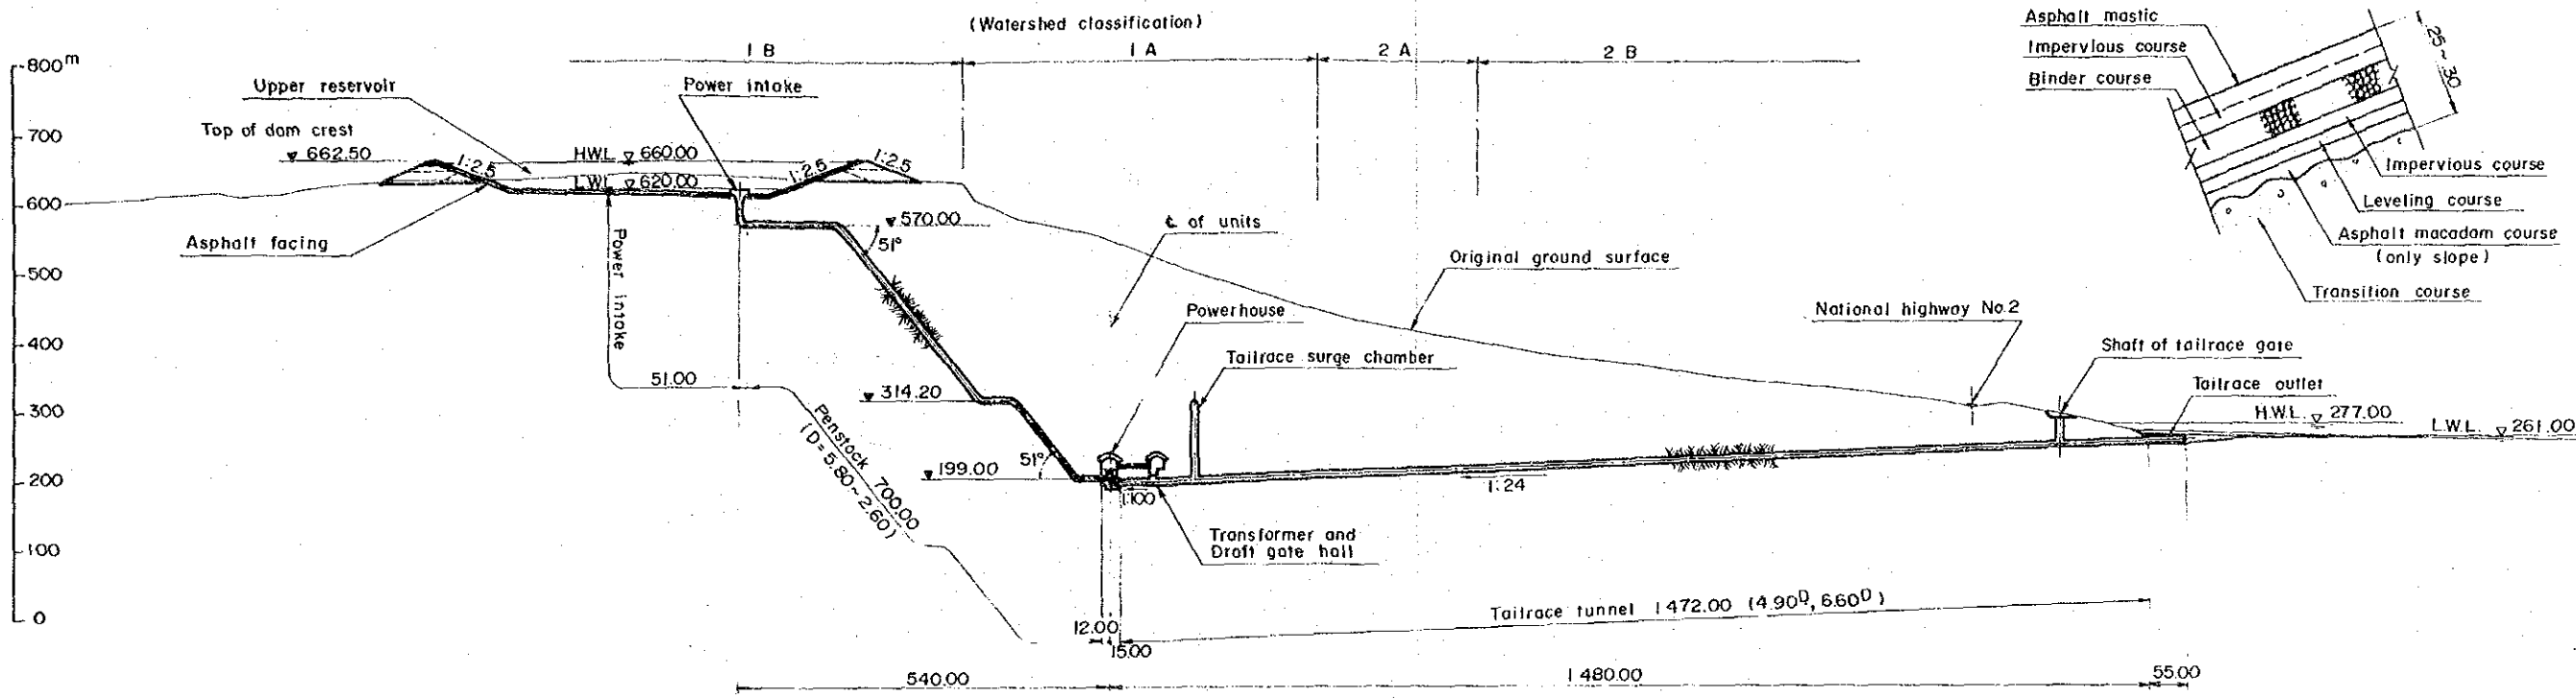 (Watershed classification)
1 B
1 A
2 A
2 B
800m
700
600
500
400
300
200
100
0
Upper reservoir
Power intake
Top of dam crest
662.50
1:2.5
H.W.L. 660.00
1:2.5
1:2.5
L.W.L. 620.00
Asphalt facing
Power intake
570.00
51°
℄ of units
Original ground surface
Powerhouse
Tailrace surge chamber
National highway No.2
Shaft of tailrace gate
Tailrace outlet
H.W.L. 277.00
L.W.L. 261.00
51.00
314.20
Penstock 700.00
(D=5.80~2.60)
51°
199.00
1:100
1:24
Transformer and
Draft gate hall
Tailrace tunnel 1 472.00 (4.90D, 6.60D)
12.00
15.00
540.00
1 480.00
55.00
Asphalt mastic
Impervious course
Binder course
25~30
Impervious course
Leveling course
Asphalt macadam course
(only slope)
Transition course